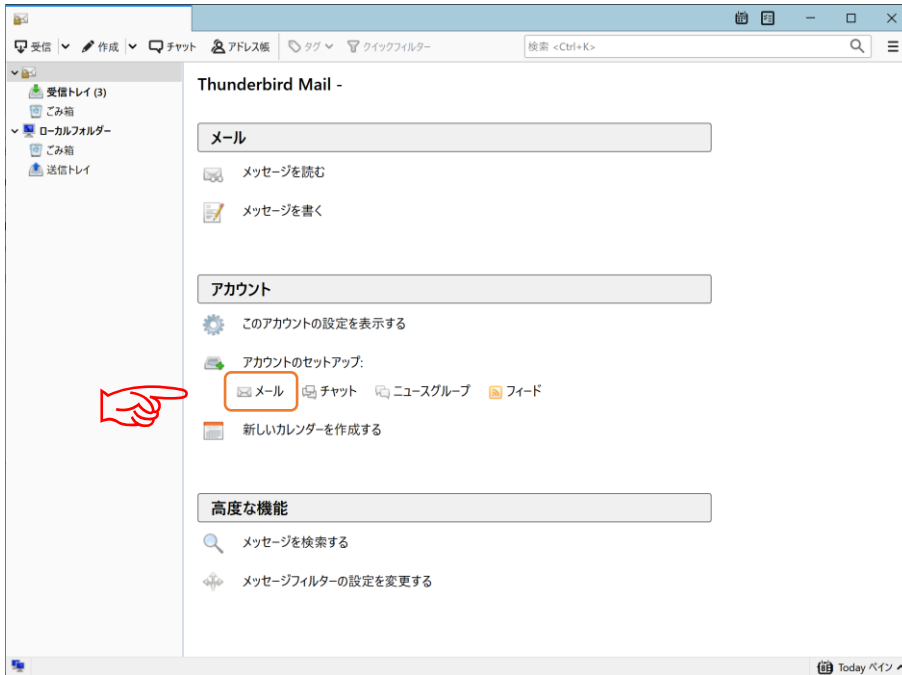 受信 作成 チャット アドレス帳 タグ クイックフィルター 検索 <Ctrl+K>
受信トレイ (3)
ごみ箱
ローカルフォルダー
ごみ箱
送信トレイ
Thunderbird Mail -
メール
メッセージを読む
メッセージを書く
アカウント
このアカウントの設定を表示する
アカウントのセットアップ:
メール チャット ニュースグループ フィード
新しいカレンダーを作成する
高度な機能
メッセージを検索する
メッセージフィルターの設定を変更する
Today ペイン